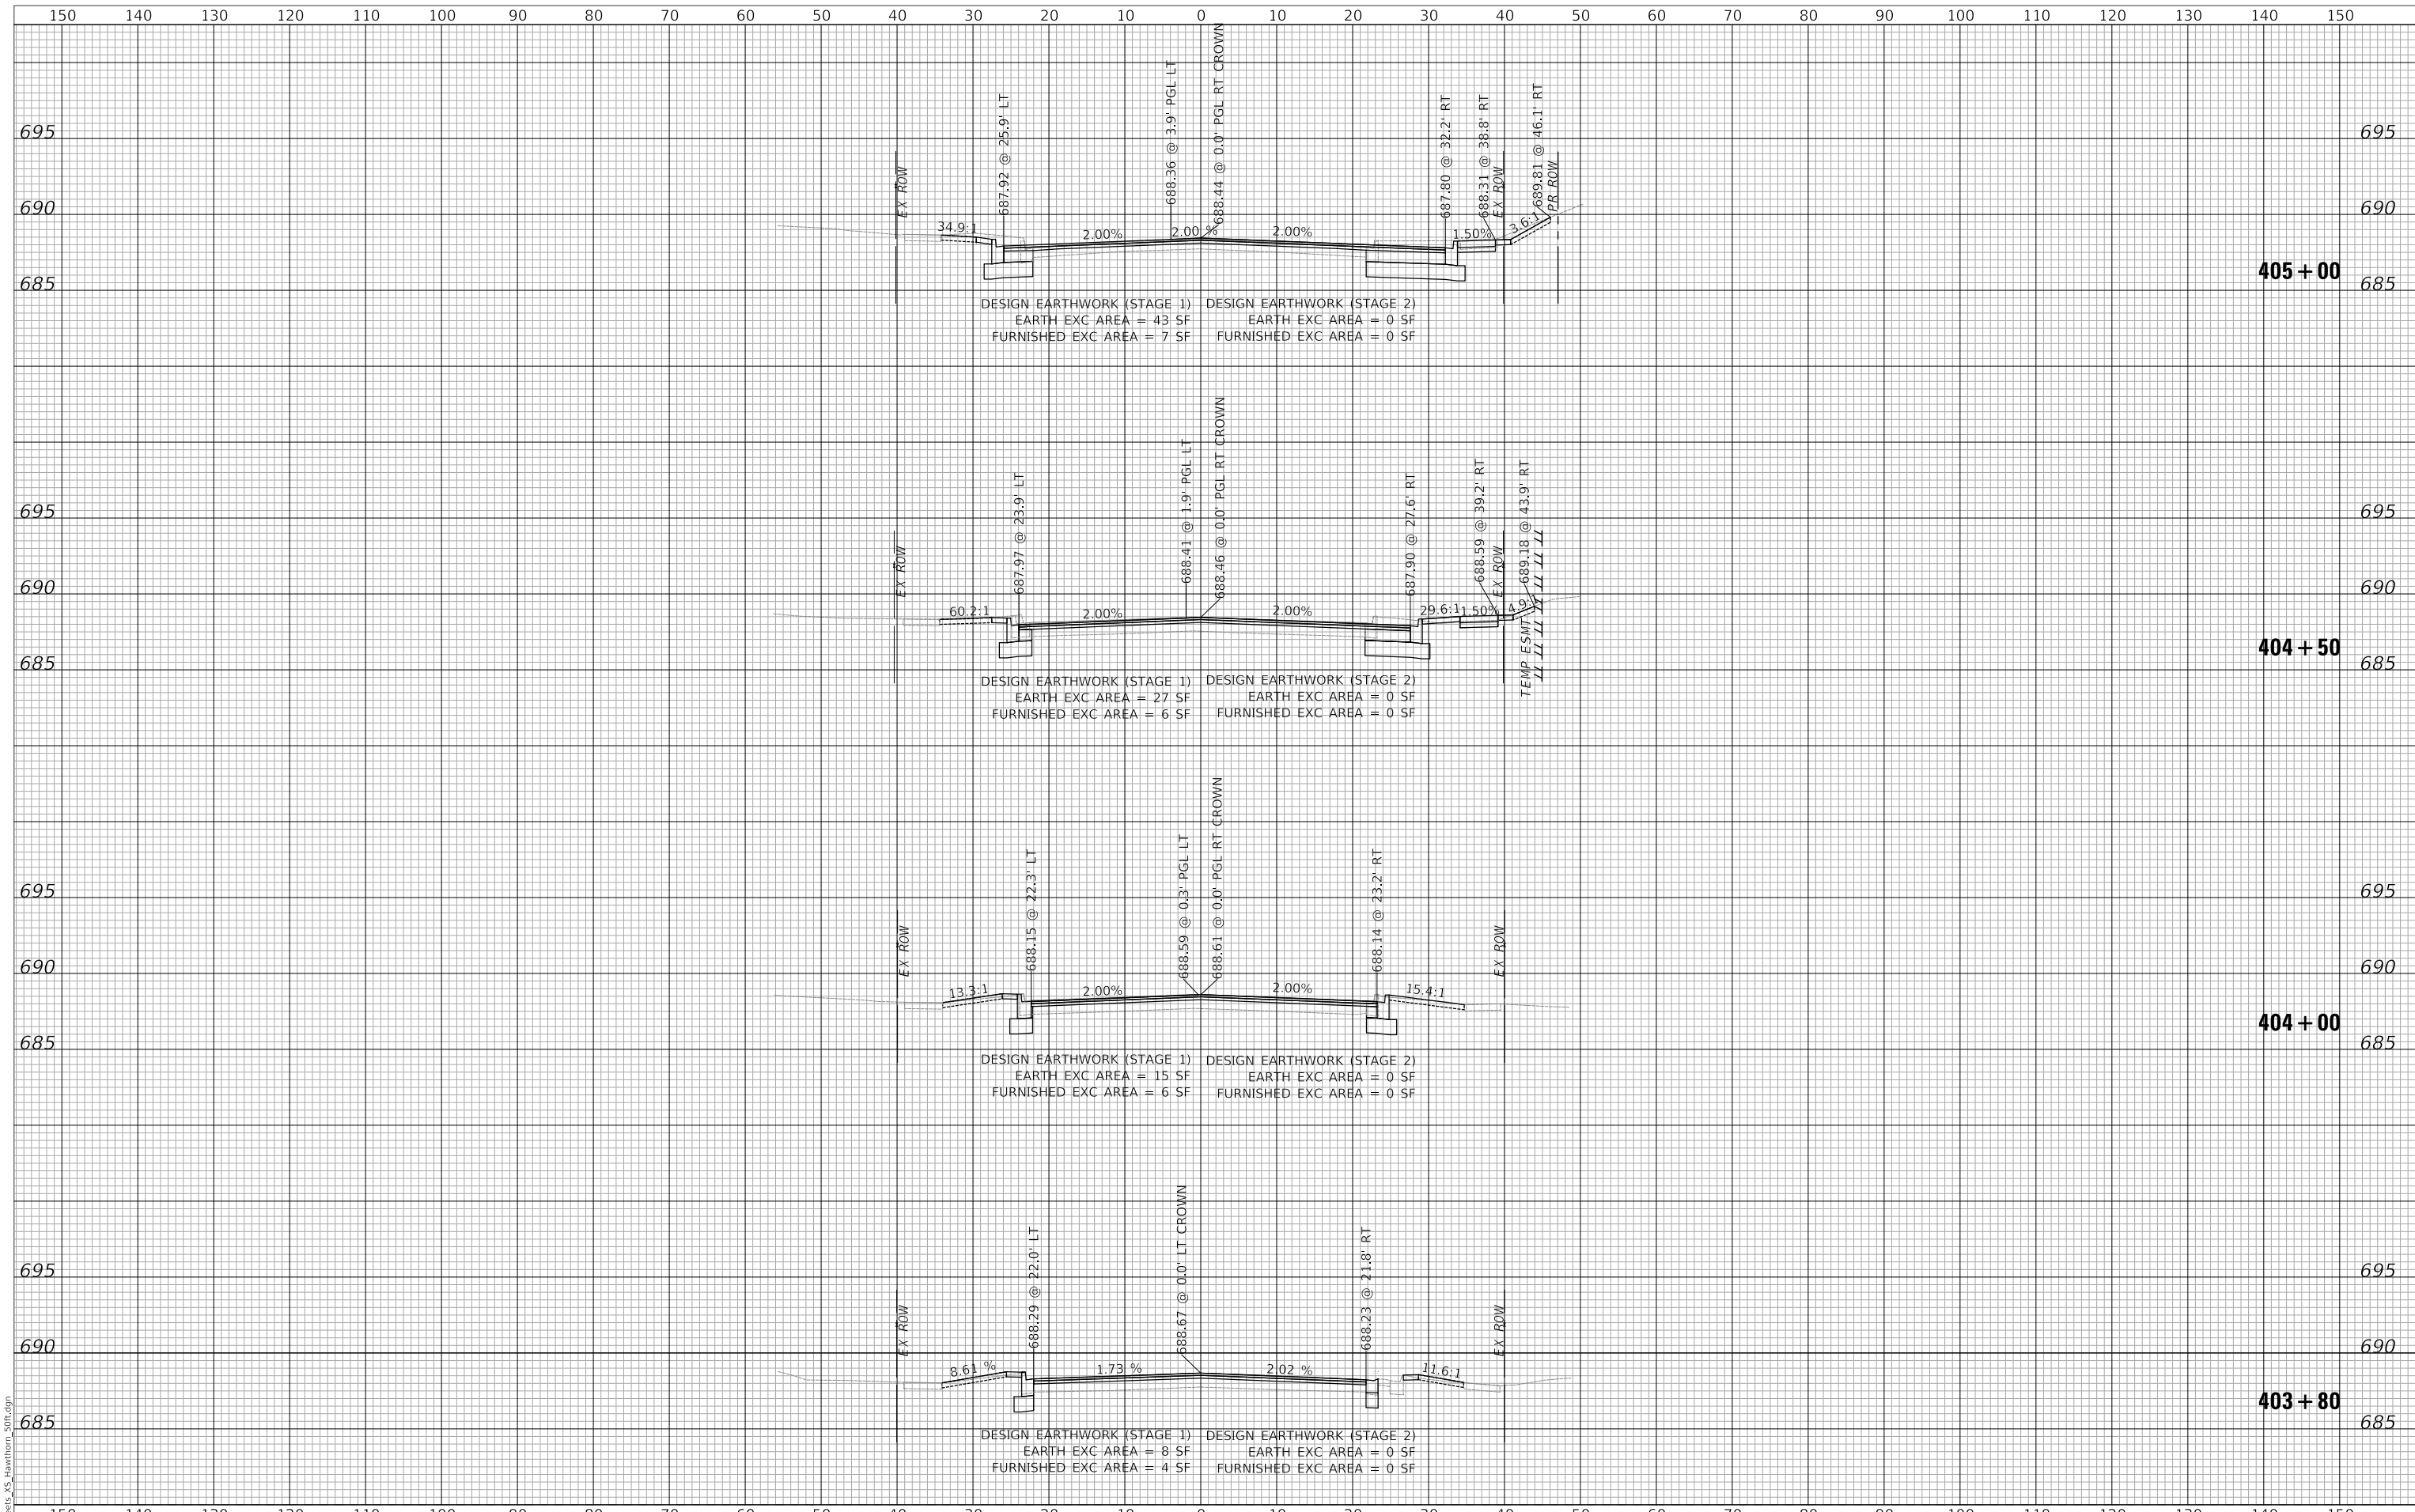 150 140 130 120 110 100 90 80 70 60 50 40 30 20 10 0 10 20 30 40 50 60 70 80 90 100 110 120 130 140 150
695 695
690 690
685 685
EX ROW
687.92 @ 25.9' LT
688.36 @ 3.9' PGL LT
688.44 @ 0.0' PGL RT CROWN
687.80 @ 32.2' RT
688.31 @ 38.8' RT
EX ROW
689.81 @ 46.1' RT
PR ROW
34.9:1 2.00% 2.00 % 2.00% 1.50% 3.6:1
405+00
DESIGN EARTHWORK (STAGE 1) DESIGN EARTHWORK (STAGE 2)
EARTH EXC AREA = 43 SF EARTH EXC AREA = 0 SF
FURNISHED EXC AREA = 7 SF FURNISHED EXC AREA = 0 SF
695 695
690 690
685 685
EX ROW
687.97 @ 23.9' LT
688.41 @ 1.9' PGL LT
688.46 @ 0.0' PGL RT CROWN
687.90 @ 27.6' RT
688.59 @ 39.2' RT
EX ROW
689.18 @ 43.9' RT
TEMP ESMT
60.2:1 2.00% 2.00% 29.6:1 1.50% 4.9:1
404+50
DESIGN EARTHWORK (STAGE 1) DESIGN EARTHWORK (STAGE 2)
EARTH EXC AREA = 27 SF EARTH EXC AREA = 0 SF
FURNISHED EXC AREA = 6 SF FURNISHED EXC AREA = 0 SF
695 695
690 690
685 685
EX ROW
688.15 @ 22.3' LT
688.59 @ 0.3' PGL LT
688.61 @ 0.0' PGL RT CROWN
688.14 @ 23.2' RT
EX ROW
13.3:1 2.00% 2.00% 15.4:1
404+00
DESIGN EARTHWORK (STAGE 1) DESIGN EARTHWORK (STAGE 2)
EARTH EXC AREA = 15 SF EARTH EXC AREA = 0 SF
FURNISHED EXC AREA = 6 SF FURNISHED EXC AREA = 0 SF
695 695
690 690
685 685
EX ROW
688.29 @ 22.0' LT
688.67 @ 0.0' LT CROWN
688.23 @ 21.8' RT
EX ROW
8.61 % 1.73 % 2.02 % 11.6:1
403+80
DESIGN EARTHWORK (STAGE 1) DESIGN EARTHWORK (STAGE 2)
EARTH EXC AREA = 8 SF EARTH EXC AREA = 0 SF
FURNISHED EXC AREA = 4 SF FURNISHED EXC AREA = 0 SF
ets_XS_Hawthorn_50ft.dgn